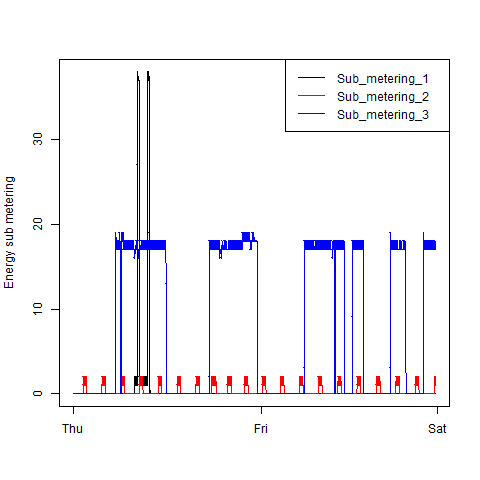 Sub_metering_1
Sub_metering_2
Sub_metering_3
Energy sub metering
30
20
10
0
Thu Fri Sat